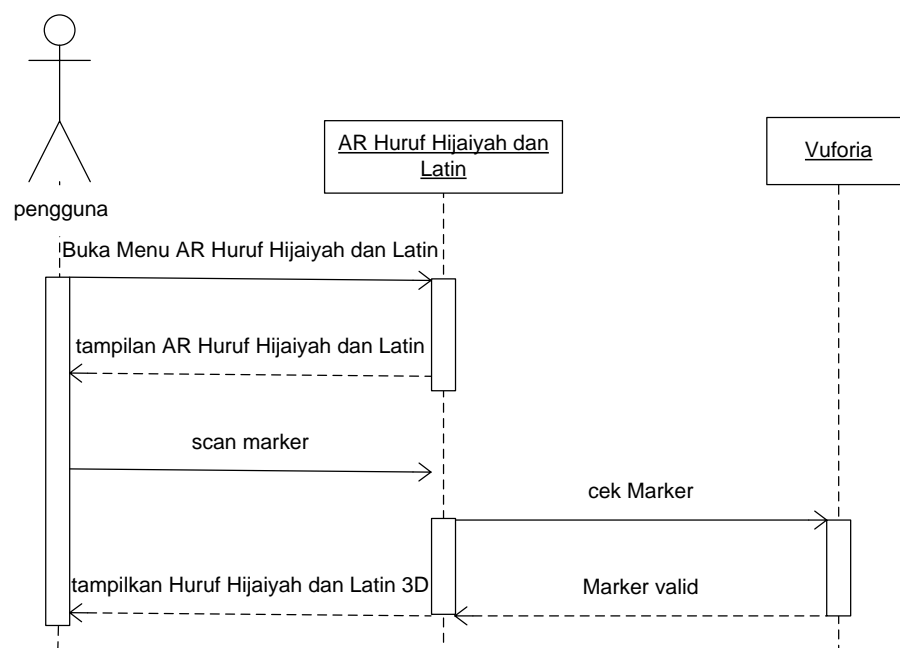 pengguna
AR Huruf Hijaiyah dan
Latin
Vuforia
Buka Menu AR Huruf Hijaiyah dan Latin
tampilan AR Huruf Hijaiyah dan Latin
scan marker
cek Marker
tampilkan Huruf Hijaiyah dan Latin 3D
Marker valid